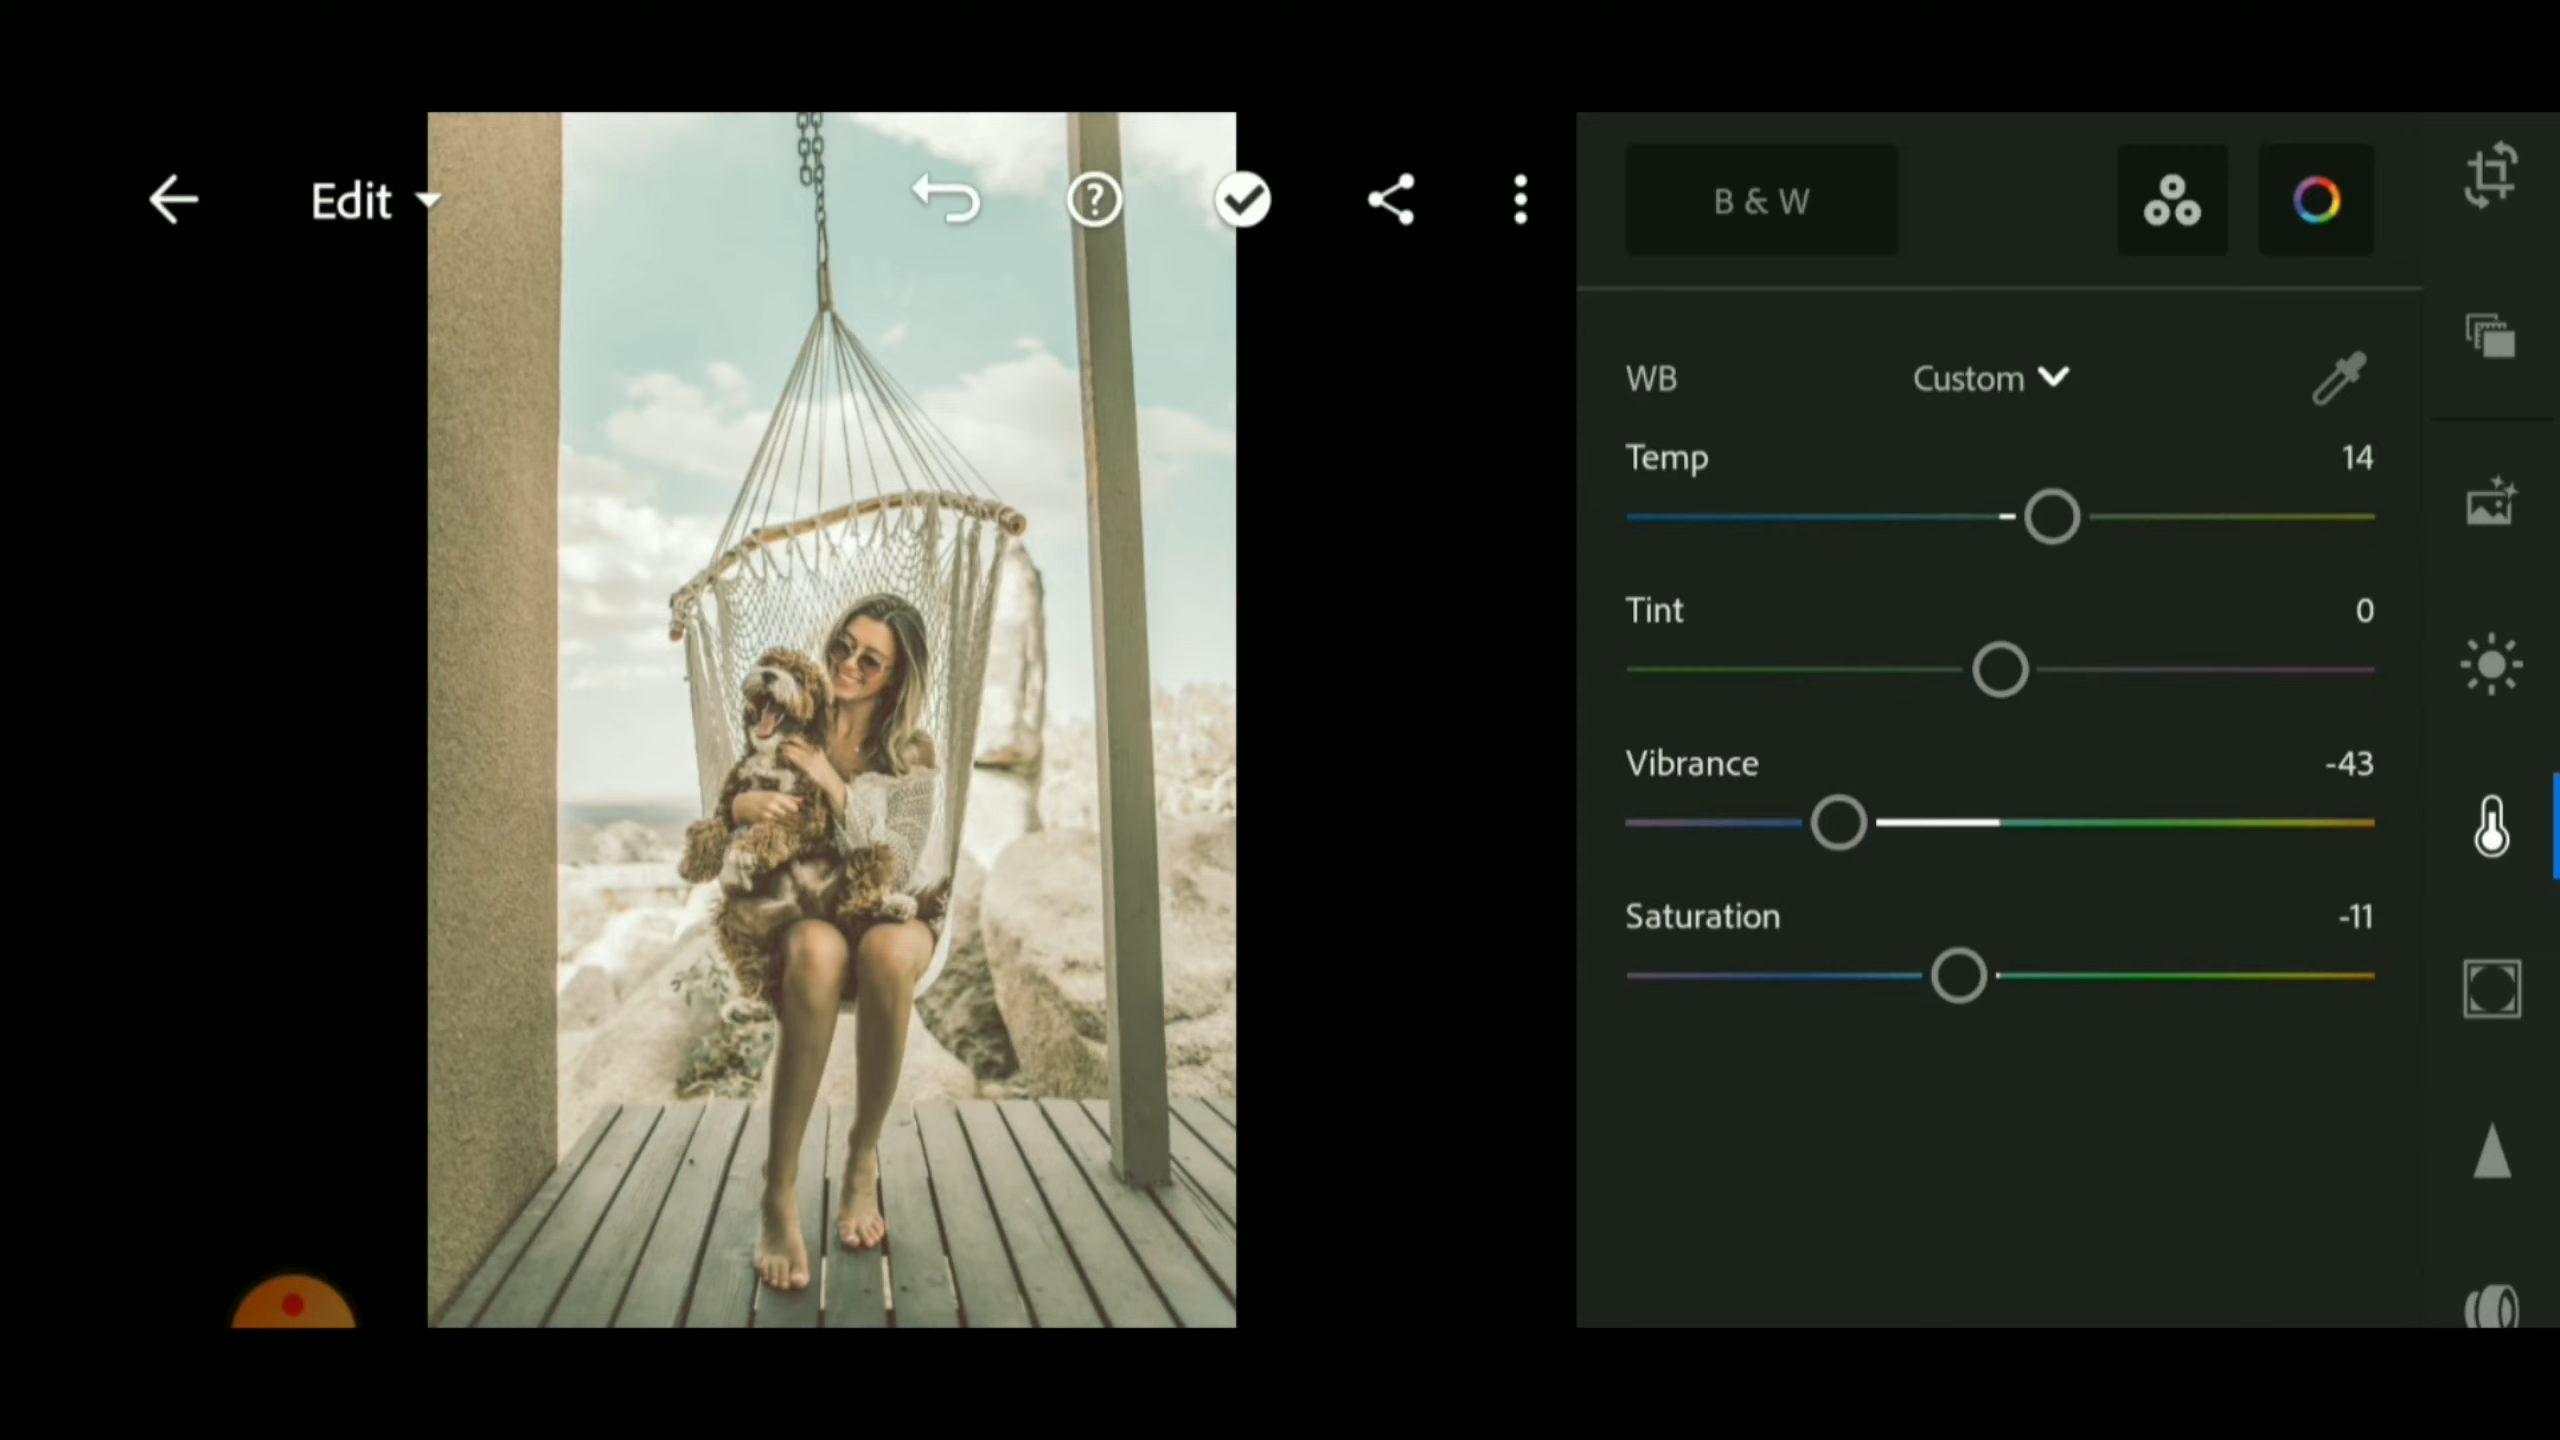 Edit
?
B & W
WB Custom
Temp 14
Tint 0
Vibrance -43
Saturation -11